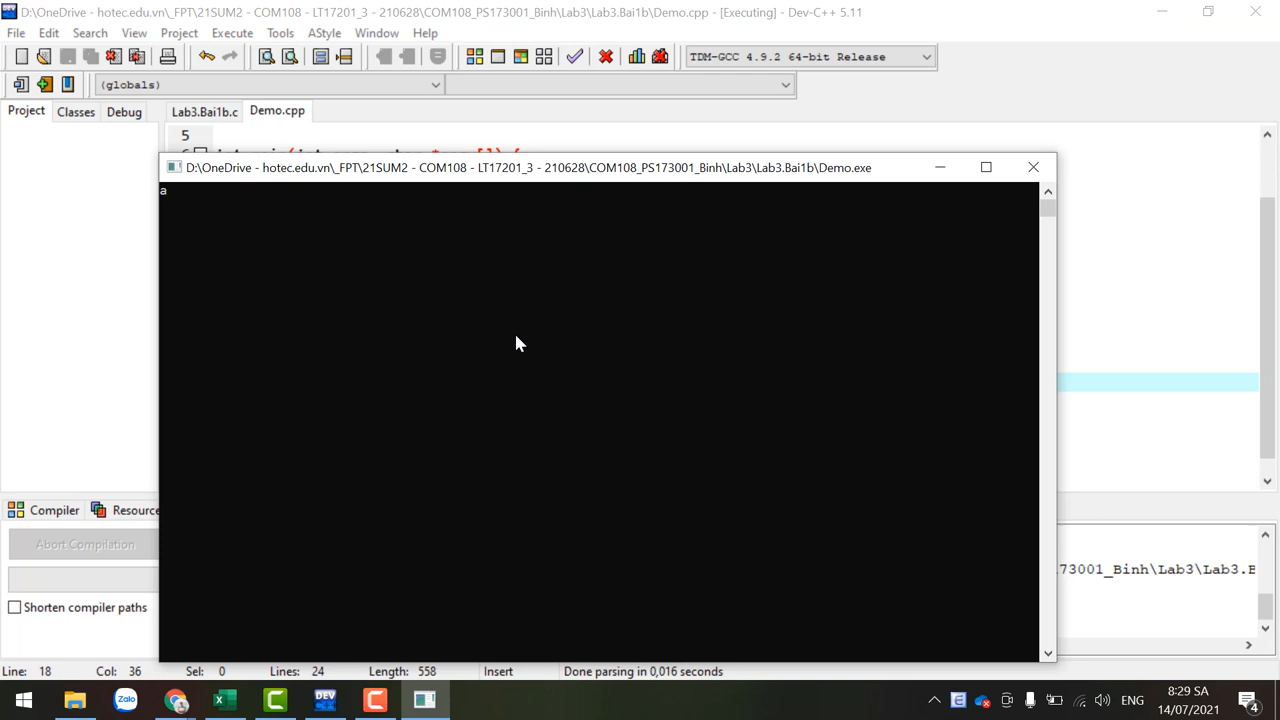 D:\OneDrive - hotec.edu.vn\_FPT\21SUM2 - COM108 - LT17201_3 - 210628\COM108_PS173001_Binh\Lab3\Lab3.Bai1b\Demo.cpp - [Executing] - Dev-C++ 5.11
File Edit Search View Project Execute Tools AStyle Window Help
TDM-GCC 4.9.2 64-bit Release
(globals)
Project Classes Debug Lab3.Bai1b.c Demo.cpp
5
D:\OneDrive - hotec.edu.vn\_FPT\21SUM2 - COM108 - LT17201_3 - 210628\COM108_PS173001_Binh\Lab3\Lab3.Bai1b\Demo.exe
a
Compiler Resource
Abort Compilation
173001_Binh\Lab3\Lab3.B
Shorten compiler paths
Line: 18 Col: 36 Sel: 0 Lines: 24 Length: 558 Insert Done parsing in 0,016 seconds
Zalo
DEV
ENG
8:29 SA
14/07/2021
4